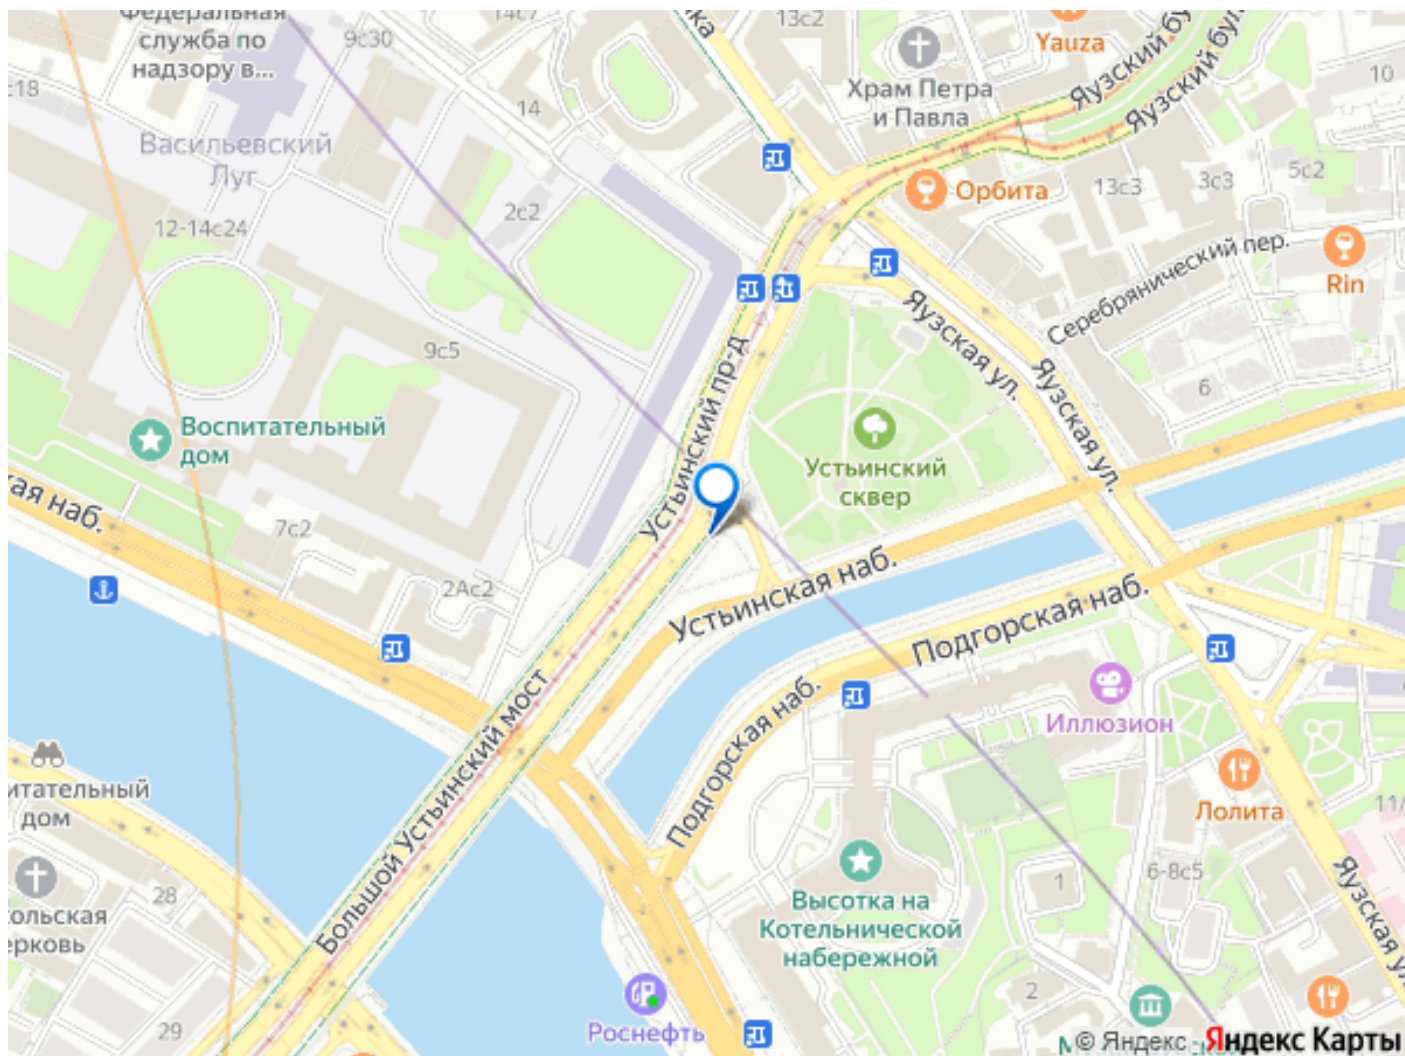 Федеральная
служба по
надзору в...
9с30
14с7
13с2
Yauza
Яузский бу
Яузский бул
10
:18
14
Храм Петра
и Павла
Васильевский
Луг
2с2
12-14с24
Орбита
13с3
3с3
5с2
Серебрянический пер.
Rin
9с5
Устьинский пр-д
Яузская ул.
Яузская ул.
6
Воспитательный
дом
Устьинский
сквер
ая наб.
7с2
2Ас2
Устьинская наб.
Подгорская наб.
Подгорская наб.
Большой Устьинский мост
Иллюзион
Лолита
итательный
дом
28
Высотка на
Котельнической
набережной
1
6-8с5
11/
Яузская ул
ольская
ерковь
29
Роснефть
2
© Яндекс
Яндекс Карты